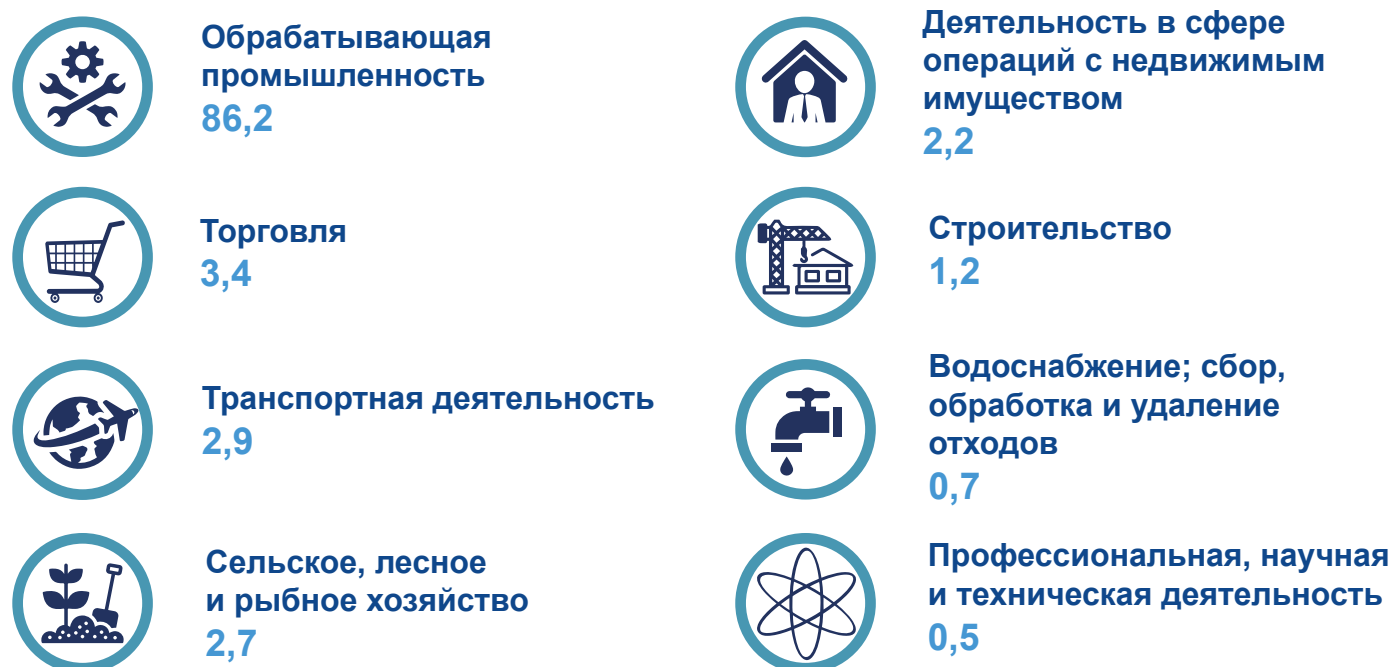 Обрабатывающая
промышленность
86,2
Торговля
3,4
Транспортная деятельность
2,9
Сельское, лесное
и рыбное хозяйство
2,7
Деятельность в сфере
операций с недвижимым
имуществом
2,2
Строительство
1,2
Водоснабжение; сбор,
обработка и удаление
отходов
0,7
Профессиональная, научная
и техническая деятельность
0,5